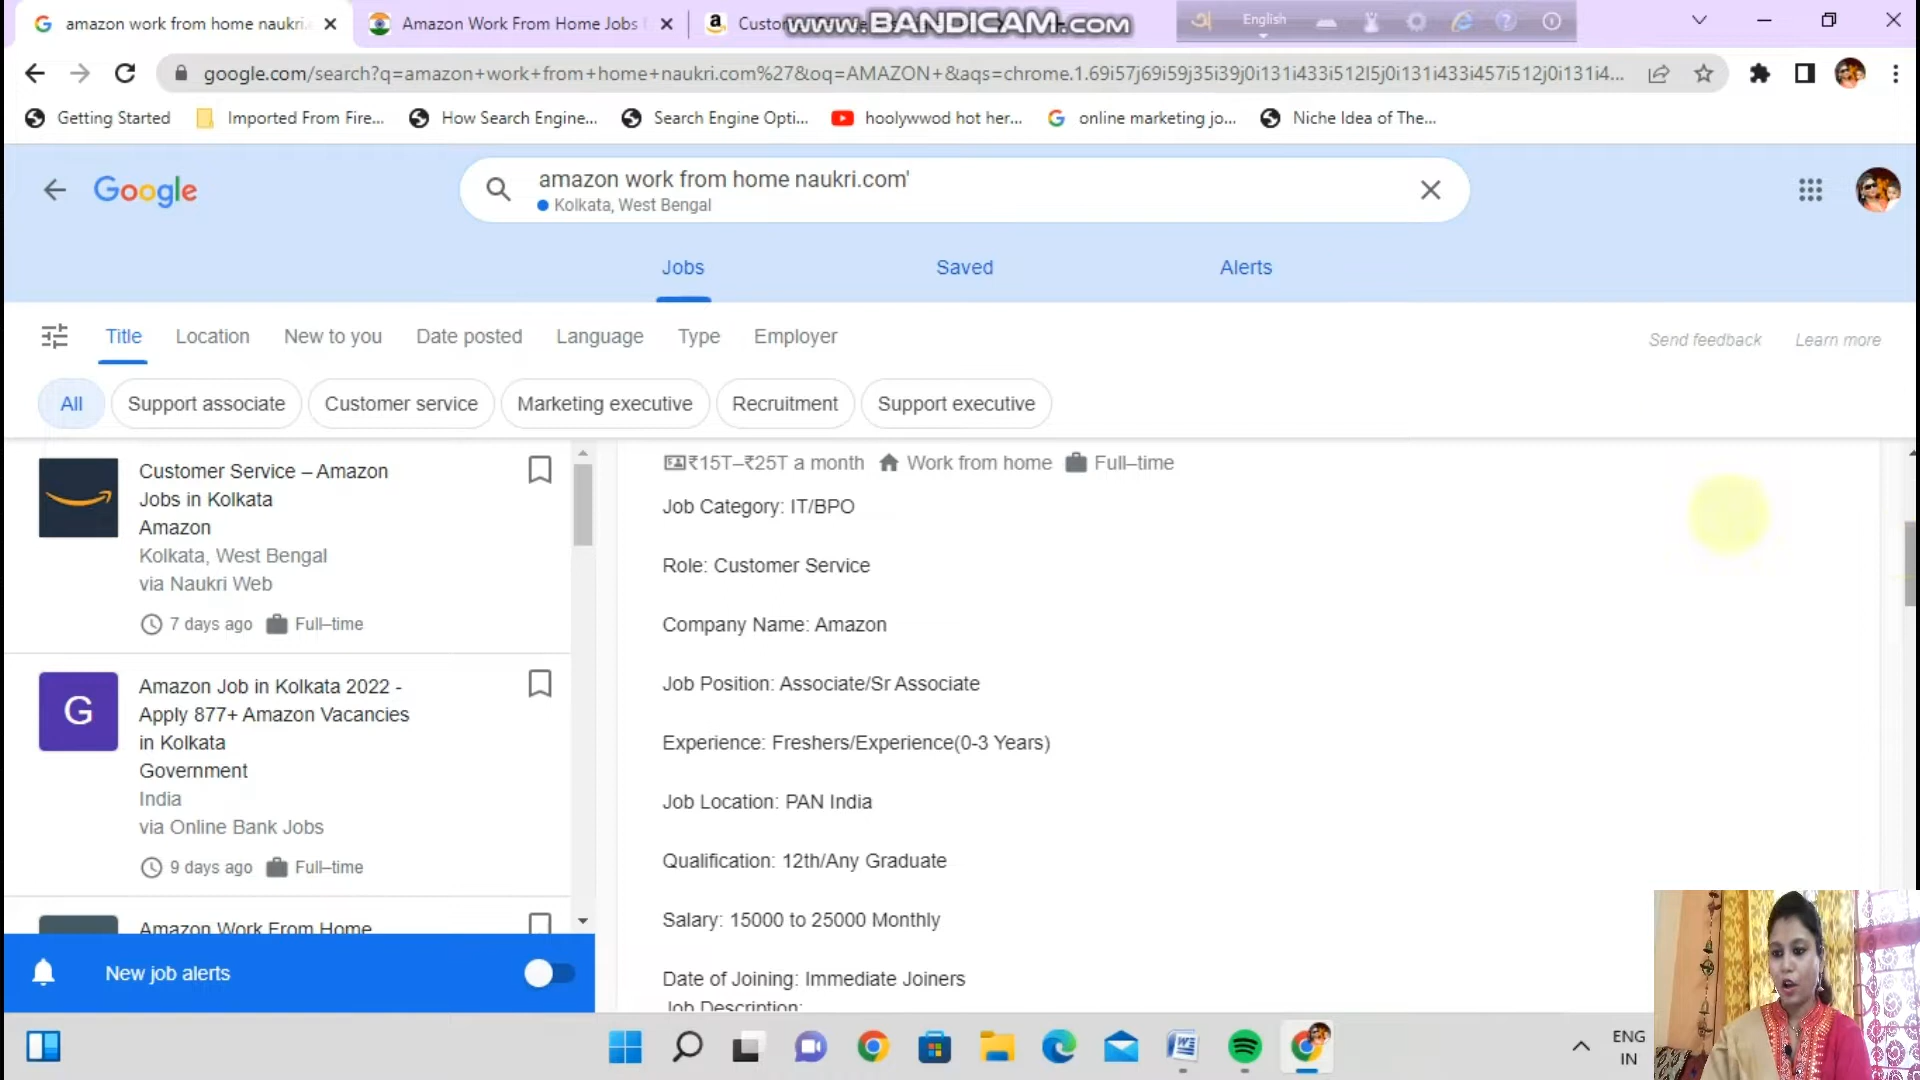 amazon work from home naukri.
Amazon Work From Home Jobs
Custo
www.BANDICAM.com
English
google.com/search?q=amazon+work+from+home+naukri.com%27&oq=AMAZON+&aqs=chrome.1.69i57j69i59j35i39j0i131i433i512l5j0i131i433i457i512j0i131i4...
Getting Started
Imported From Fire...
How Search Engine...
Search Engine Opti...
hoolywwod hot her...
online marketing jo...
Niche Idea of The...
Google
amazon work from home naukri.com'
Kolkata, West Bengal
Jobs
Saved
Alerts
Title
Location
New to you
Date posted
Language
Type
Employer
Send feedback
Learn more
All
Support associate
Customer service
Marketing executive
Recruitment
Support executive
Customer Service – Amazon
Jobs in Kolkata
Amazon
Kolkata, West Bengal
via Naukri Web
7 days ago
Full–time
G
Amazon Job in Kolkata 2022 -
Apply 877+ Amazon Vacancies
in Kolkata
Government
India
via Online Bank Jobs
9 days ago
Full–time
Amazon Work From Home
New job alerts
₹15T–₹25T a month
Work from home
Full–time
Job Category: IT/BPO
Role: Customer Service
Company Name: Amazon
Job Position: Associate/Sr Associate
Experience: Freshers/Experience(0-3 Years)
Job Location: PAN India
Qualification: 12th/Any Graduate
Salary: 15000 to 25000 Monthly
Date of Joining: Immediate Joiners
Job Description:
ENG
IN